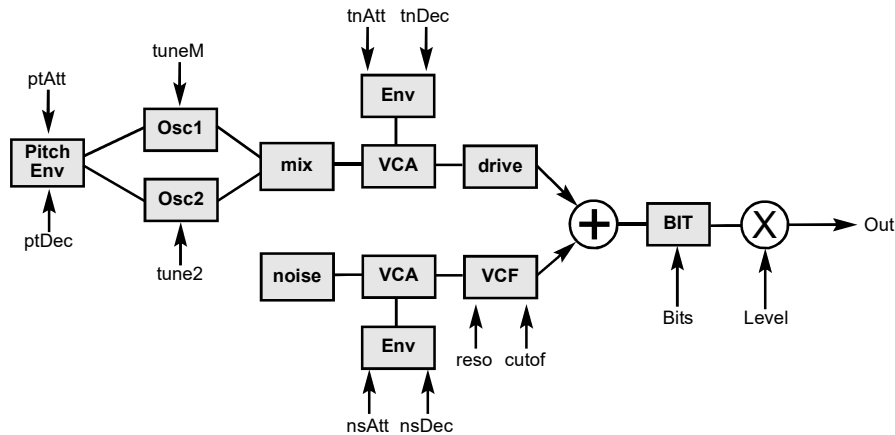 tnAtt tnDec
tuneM
ptAtt
Env
Osc1
Pitch
Env
mix
VCA
drive
Osc2
+
BIT
X
Out
ptDec
tune2
noise
VCA
VCF
Bits
Level
Env
reso cutof
nsAtt nsDec